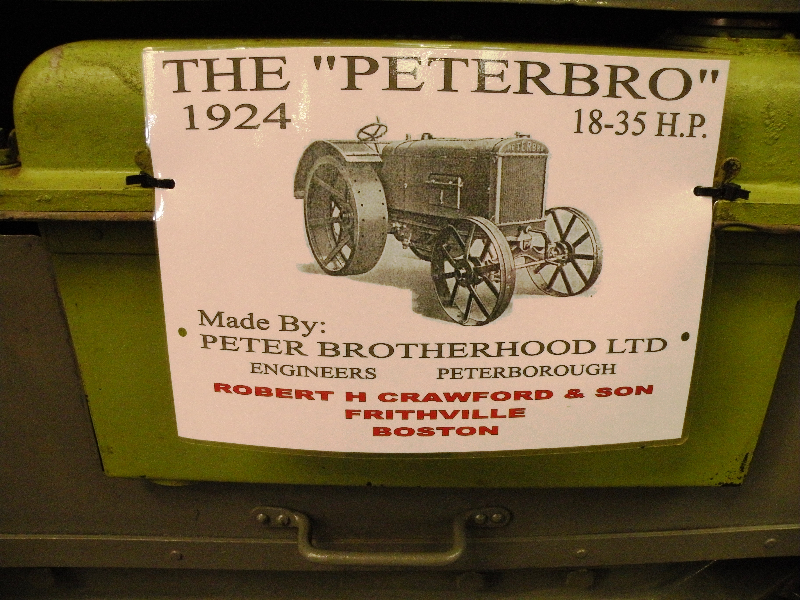 THE "PETERBRO"
1924 18-35 H.P.
Made By:
PETER BROTHERHOOD LTD
ENGINEERS PETERBOROUGH
ROBERT H CRAWFORD & SON
FRITHVILLE
BOSTON